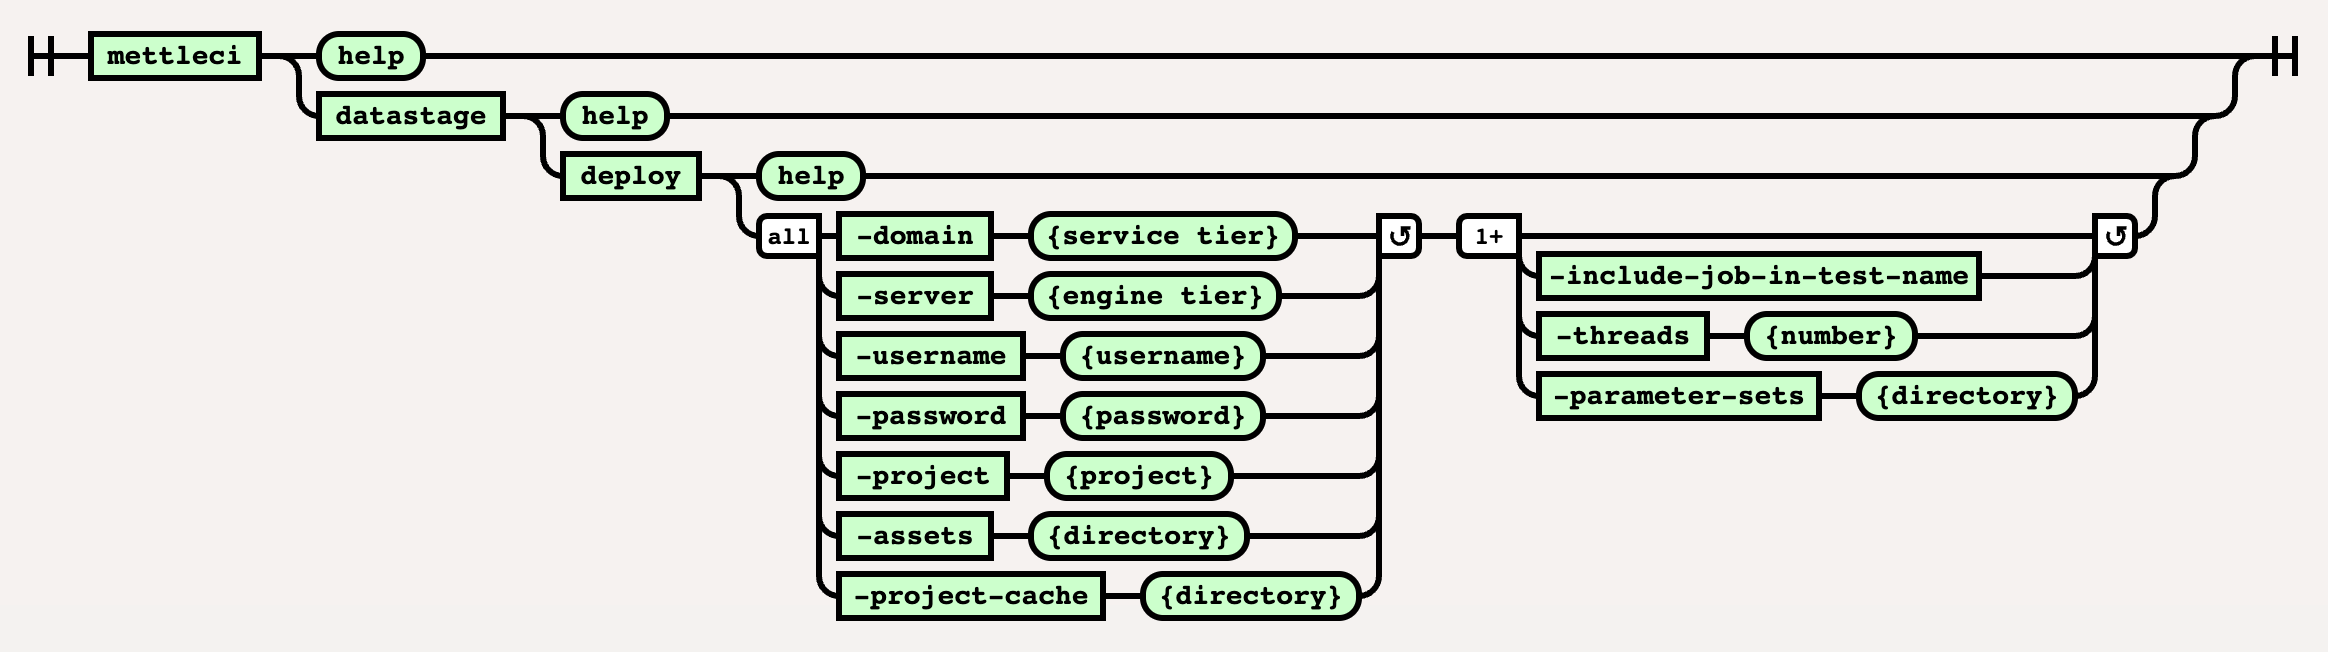 mettleci help
datastage help
deploy help
all -domain {service tier} ↺ 1+ ↺
-include-job-in-test-name
-server {engine tier}
-threads {number}
-username {username}
-parameter-sets {directory}
-password {password}
-project {project}
-assets {directory}
-project-cache {directory}